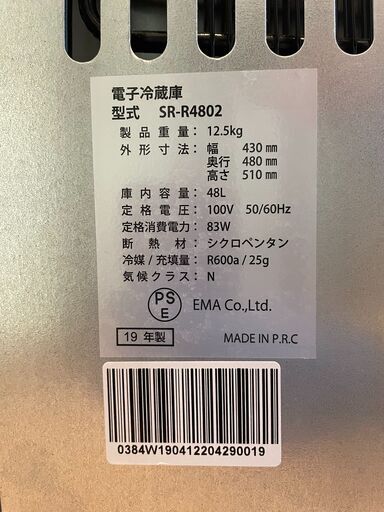 電子冷蔵庫
型式 SR-R4802
製品重量：12.5kg
外形寸法：幅 430㎜
奥行 480㎜
高さ 510㎜
庫内容量：48L
定格電圧：100V 50/60Hz
定格消費電力：83W
断熱材：シクロペンタン
冷媒/充填量：R600a/25g
気候クラス：N
PS
E
EMA Co.,Ltd.
19 年製
MADE IN P.R.C
0384W190412204290019